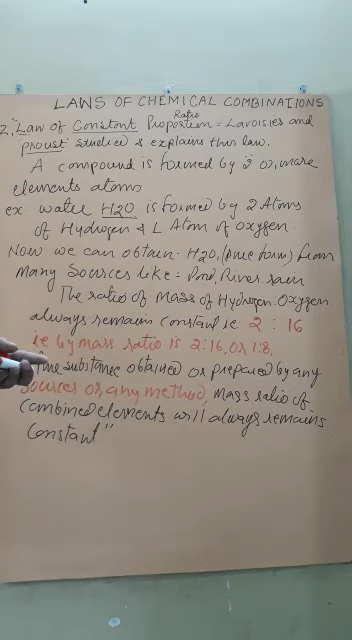 LAWS OF CHEMICAL COMBINATIONS
Ratio
2, "Law of Constant Proportion = Lavoisies and
proust studied & explains this law.
A compound is formed by 2 or more
elements atoms
ex. water H2O is formed by 2 Atoms
of Hydrogen & 1 Atom of Oxygen.
Now we can obtain H2O, (pure form) from
Many Sources like = Pond, River, rain
The ratio of Mass of Hydrogen: Oxygen
always remain constant ie 2 : 16
ie by mass ratio is 2:16, or 1:8.
substance obtained or prepared by any
sources or any method, mass ratio of
combined elements will always remains
Constant"